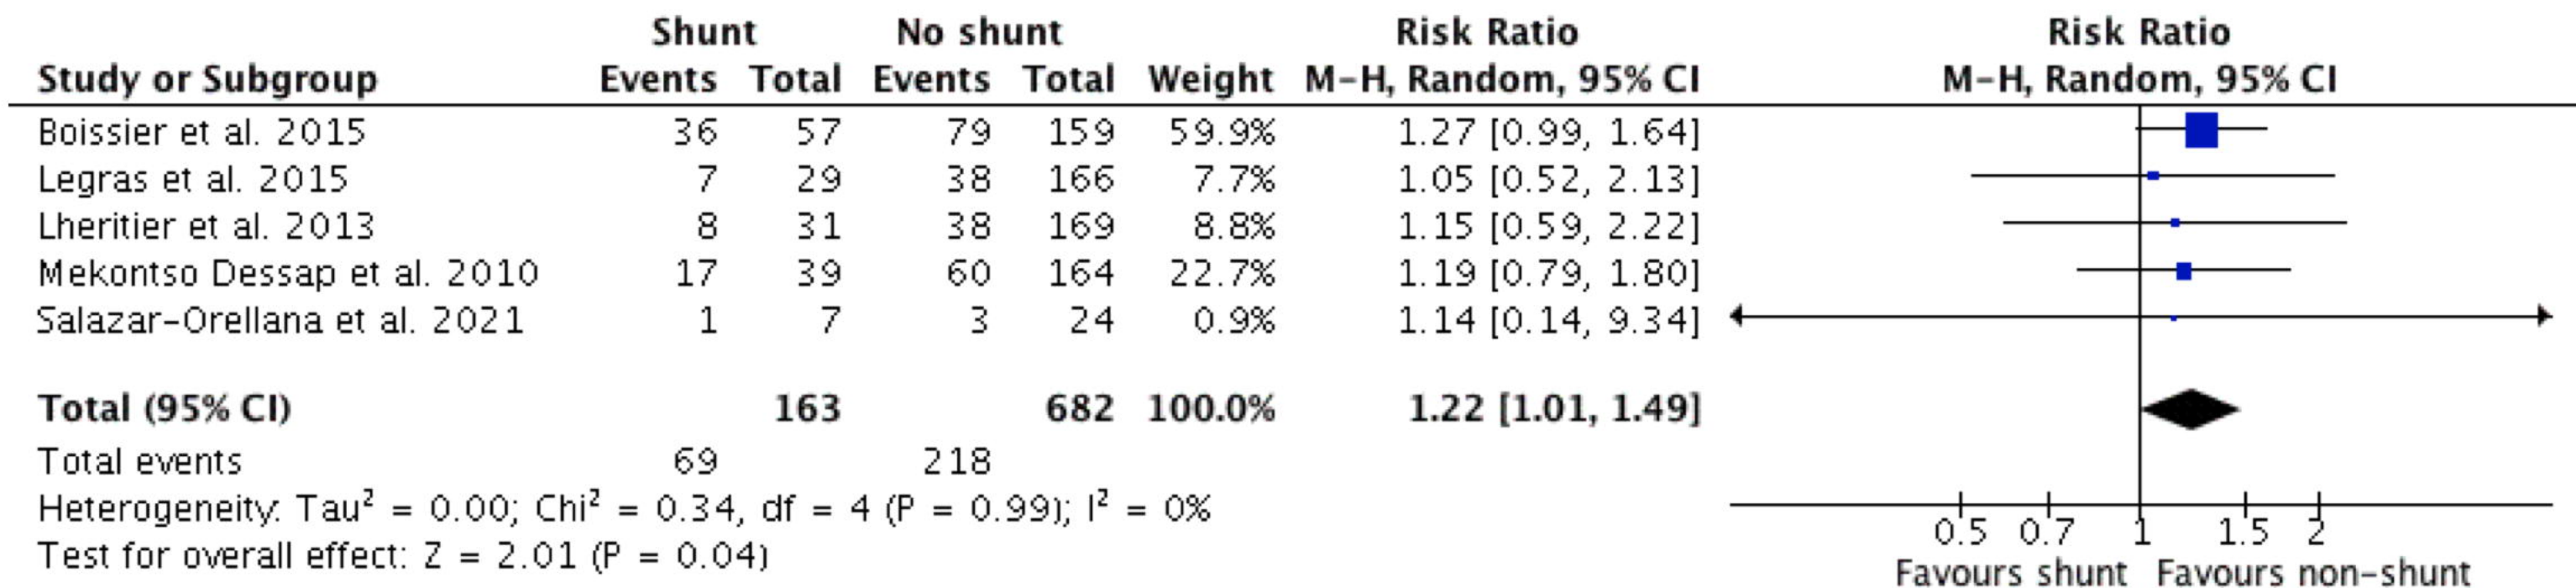 Shunt No shunt Risk Ratio Risk Ratio
Study or Subgroup Events Total Events Total Weight M-H, Random, 95% CI M-H, Random, 95% CI
Boissier et al. 2015 36 57 79 159 59.9% 1.27 [0.99, 1.64]
Legras et al. 2015 7 29 38 166 7.7% 1.05 [0.52, 2.13]
Lheritier et al. 2013 8 31 38 169 8.8% 1.15 [0.59, 2.22]
Mekontso Dessap et al. 2010 17 39 60 164 22.7% 1.19 [0.79, 1.80]
Salazar-Orellana et al. 2021 1 7 3 24 0.9% 1.14 [0.14, 9.34]
Total (95% CI) 163 682 100.0% 1.22 [1.01, 1.49]
Total events 69 218
Heterogeneity: Tau² = 0.00; Chi² = 0.34, df = 4 (P = 0.99); I² = 0%
Test for overall effect: Z = 2.01 (P = 0.04)
0.5 0.7 1 1.5 2
Favours shunt Favours non-shunt